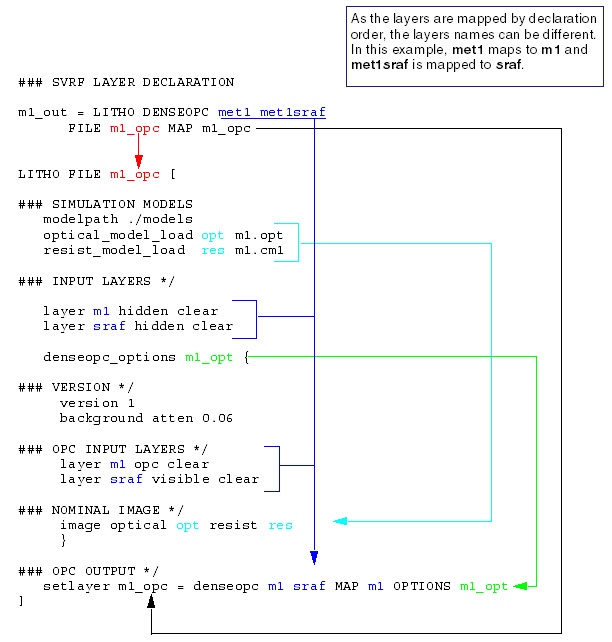 As the layers are mapped by declaration
order, the layers names can be different.
In this example, met1 maps to m1 and
met1sraf is mapped to sraf.
### SVRF LAYER DECLARATION
m1_out = LITHO DENSEOPC met1 met1sraf
FILE m1_opc MAP m1_opc
LITHO FILE m1_opc [
### SIMULATION MODELS
modelpath ./models
optical_model_load opt m1.opt
resist_model_load res m1.cm1
### INPUT LAYERS */
layer m1 hidden clear
layer sraf hidden clear
denseopc_options m1_opt {
### VERSION */
version 1
background atten 0.06
### OPC INPUT LAYERS */
layer m1 opc clear
layer sraf visible clear
### NOMINAL IMAGE */
image optical opt resist res
}
### OPC OUTPUT */
setlayer m1_opc = denseopc m1 sraf MAP m1 OPTIONS m1_opt
]